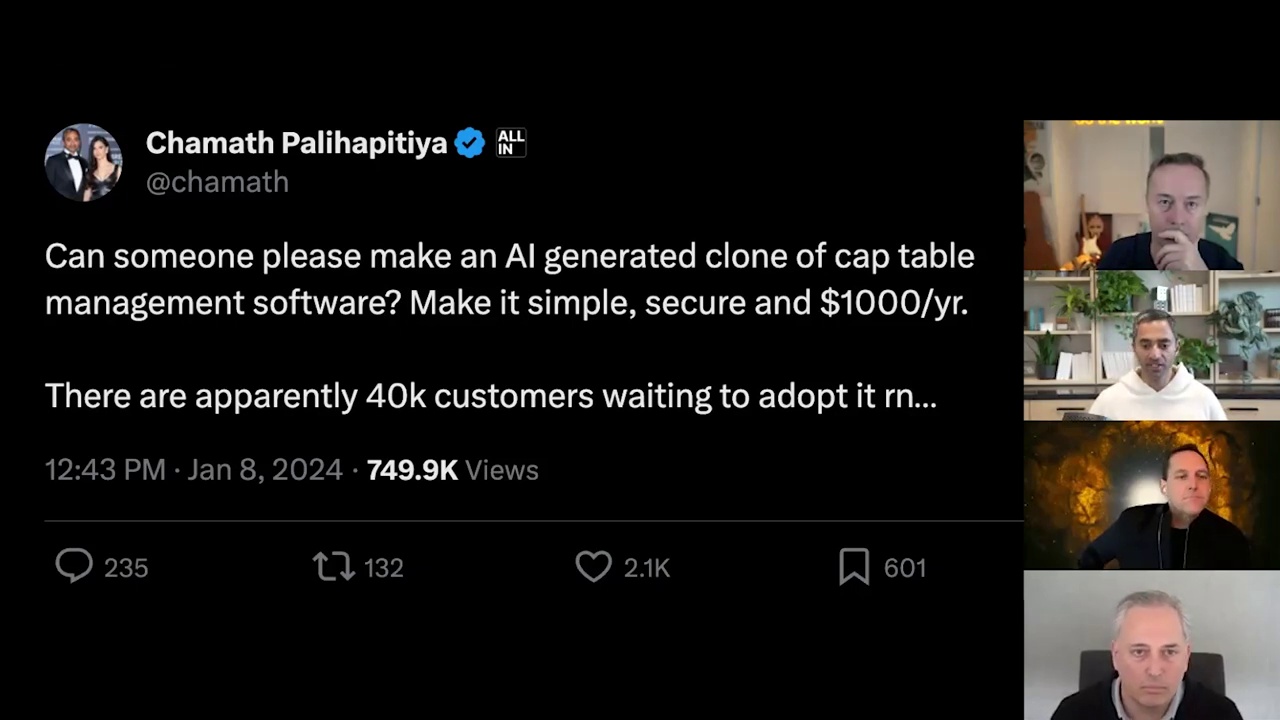 Chamath Palihapitiya ALL IN
@chamath
Can someone please make an AI generated clone of cap table
management software? Make it simple, secure and $1000/yr.
There are apparently 40k customers waiting to adopt it rn...
12:43 PM · Jan 8, 2024 · 749.9K Views
235 132 2.1K 601